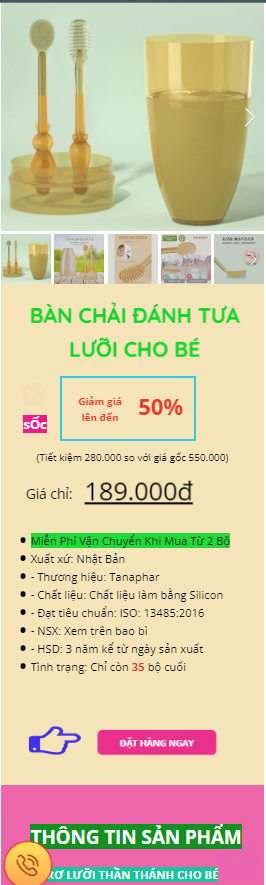 BÀN CHẢI ĐÁNH TƯA
LƯỠI CHO BÉ
sỐc
Giảm giá
lên đến
50%
(Tiết kiệm 280.000 so với giá gốc 550.000)
Giá chỉ: 189.000đ
Miễn Phí Vận Chuyển Khi Mua Từ 2 Bộ
Xuất xứ: Nhật Bản
- Thương hiệu: Tanaphar
- Chất liệu: Chất liệu làm bằng Silicon
- Đạt tiêu chuẩn: ISO: 13485:2016
- NSX: Xem trên bao bì
- HSD: 3 năm kể từ ngày sản xuất
Tình trạng: Chỉ còn 35 bộ cuối
ĐẶT HÀNG NGAY
THÔNG TIN SẢN PHẨM
RƠ LƯỠI THẦN THÁNH CHO BÉ